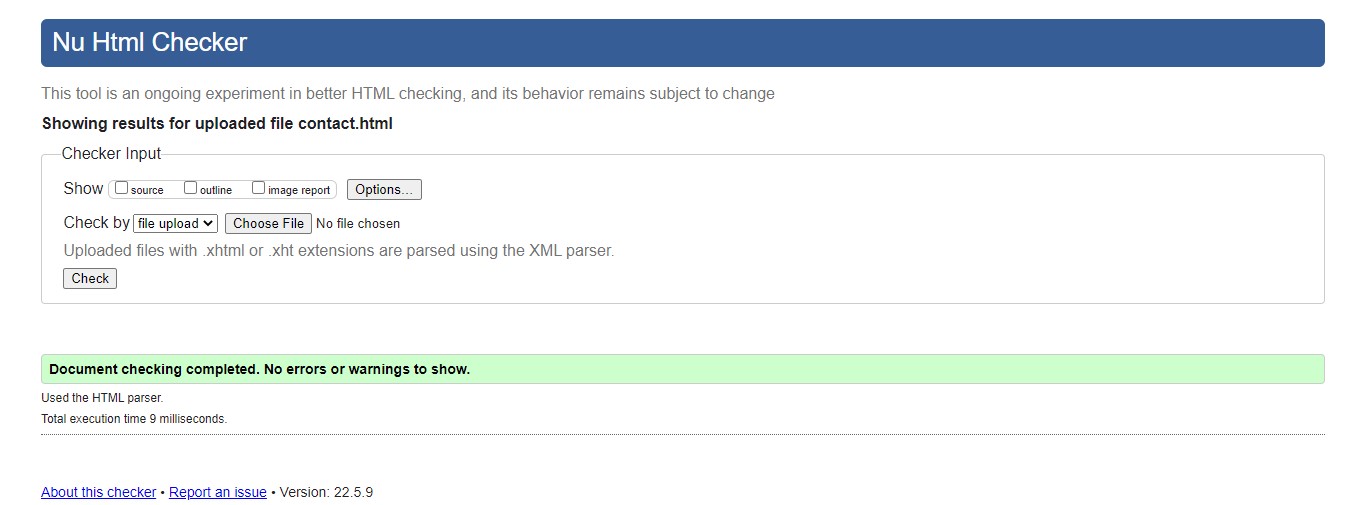 Nu Html Checker
This tool is an ongoing experiment in better HTML checking, and its behavior remains subject to change
Showing results for uploaded file contact.html
Checker Input
Show source outline image report Options...
Check by file upload Choose File No file chosen
Uploaded files with .xhtml or .xht extensions are parsed using the XML parser.
Check
Document checking completed. No errors or warnings to show.
Used the HTML parser.
Total execution time 9 milliseconds.
About this checker • Report an issue • Version: 22.5.9